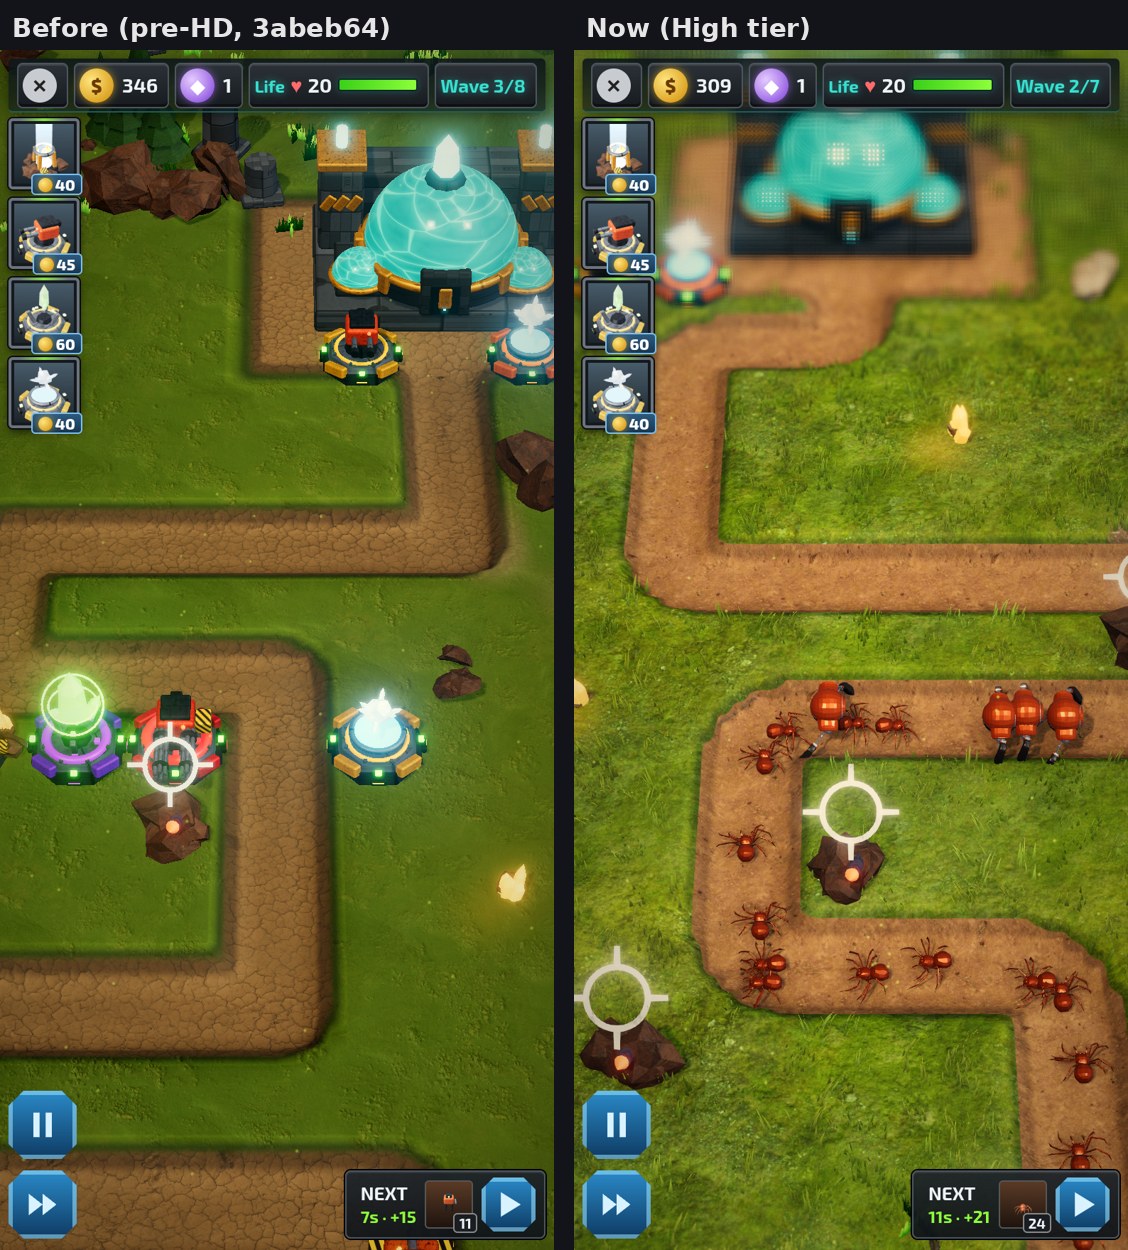 Before (pre-HD, 3abeb64)
Now (High tier)
$ 346 1 Life ♥ 20 Wave 3/8
40
45
60
40
NEXT
7s · +15
11
$ 309 1 Life ♥ 20 Wave 2/7
40
45
60
40
NEXT
11s · +21
24